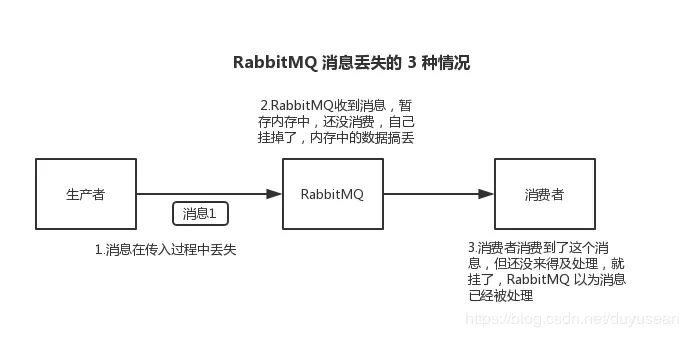 RabbitMQ 消息丢失的 3 种情况
2.RabbitMQ收到消息，暂
存内存中，还没消费，自己
挂掉了，内存中的数据搞丢
生产者
消息1
RabbitMQ
消费者
1.消息在传入过程中丢失
3.消费者消费到了这个消
息，但还没来得及处理，就
挂了，RabbitMQ 以为消息
已经被处理
https://blog.csdn.net/duyusean